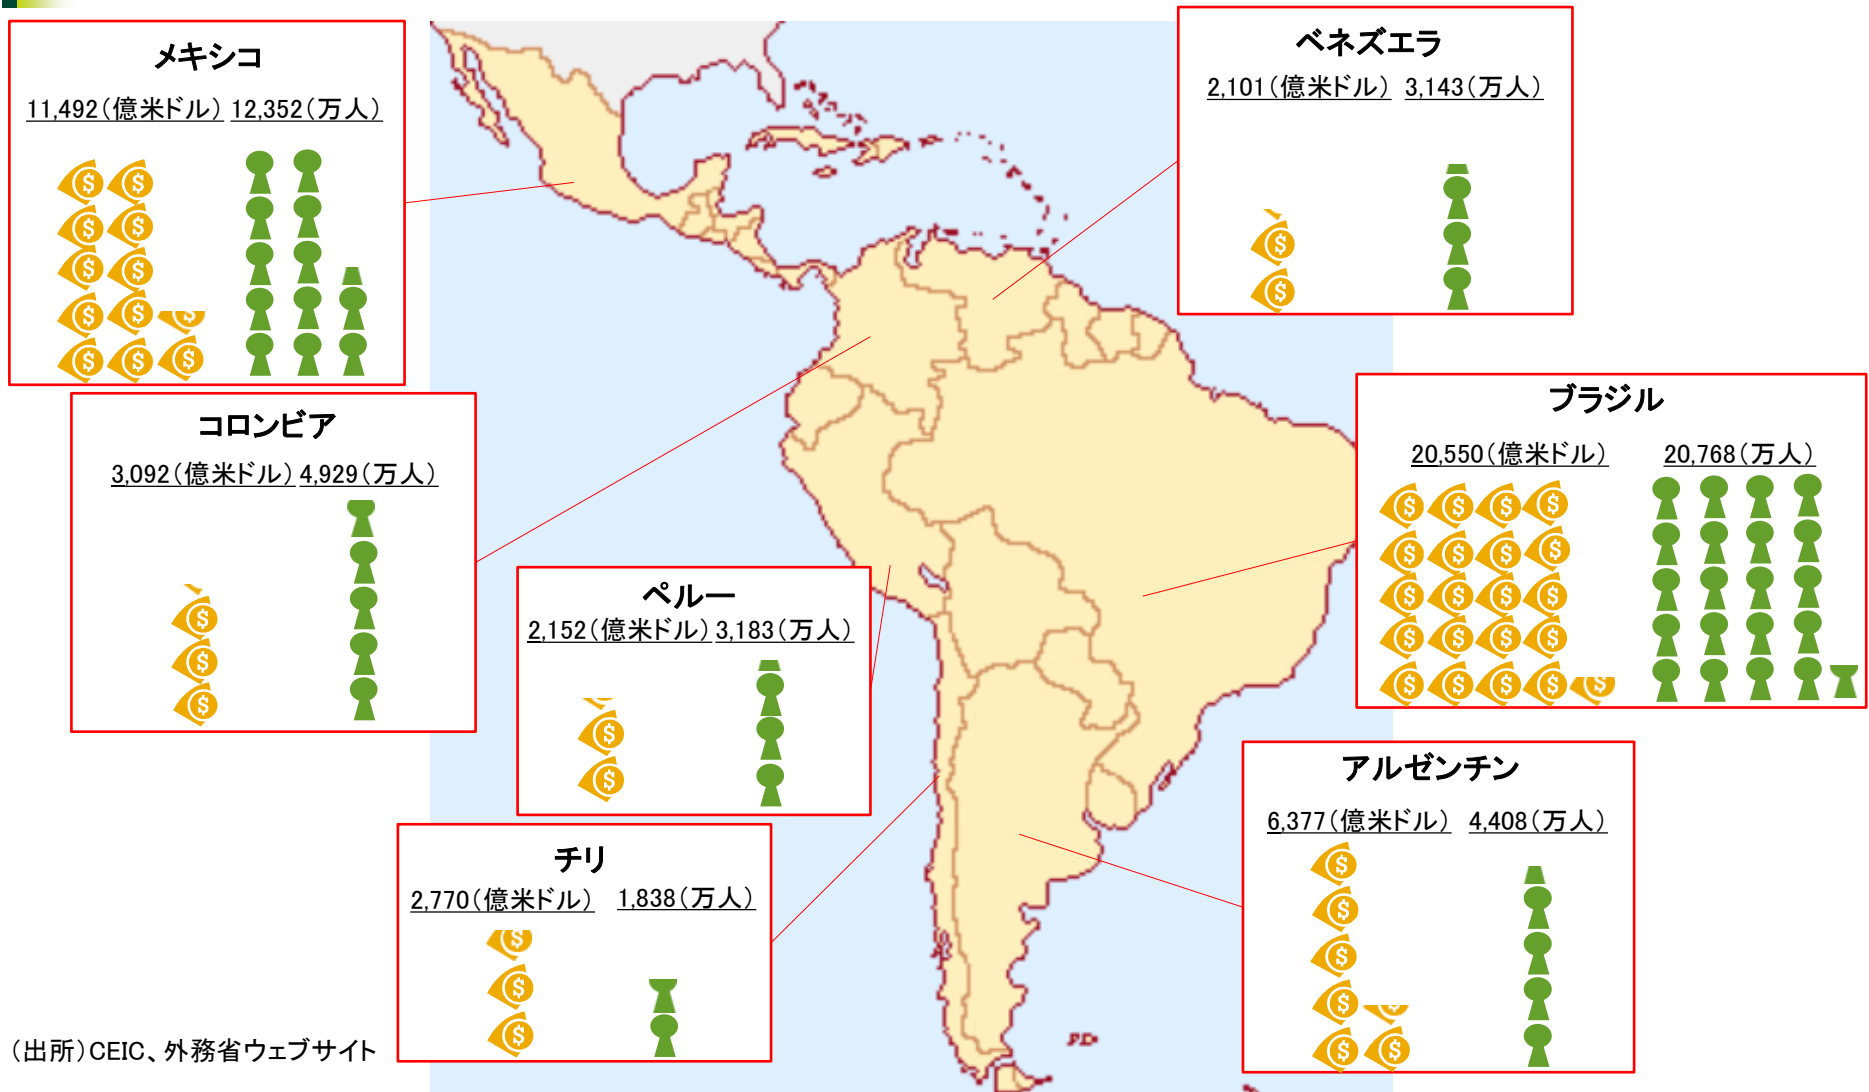 メキシコ
11,492(億米ドル) 12,352(万人)
ベネズエラ
2,101(億米ドル) 3,143(万人)
コロンビア
3,092(億米ドル) 4,929(万人)
ブラジル
20,550(億米ドル) 20,768(万人)
ペルー
2,152(億米ドル) 3,183(万人)
アルゼンチン
6,377(億米ドル) 4,408(万人)
チリ
2,770(億米ドル) 1,838(万人)
(出所)CEIC、外務省ウェブサイト